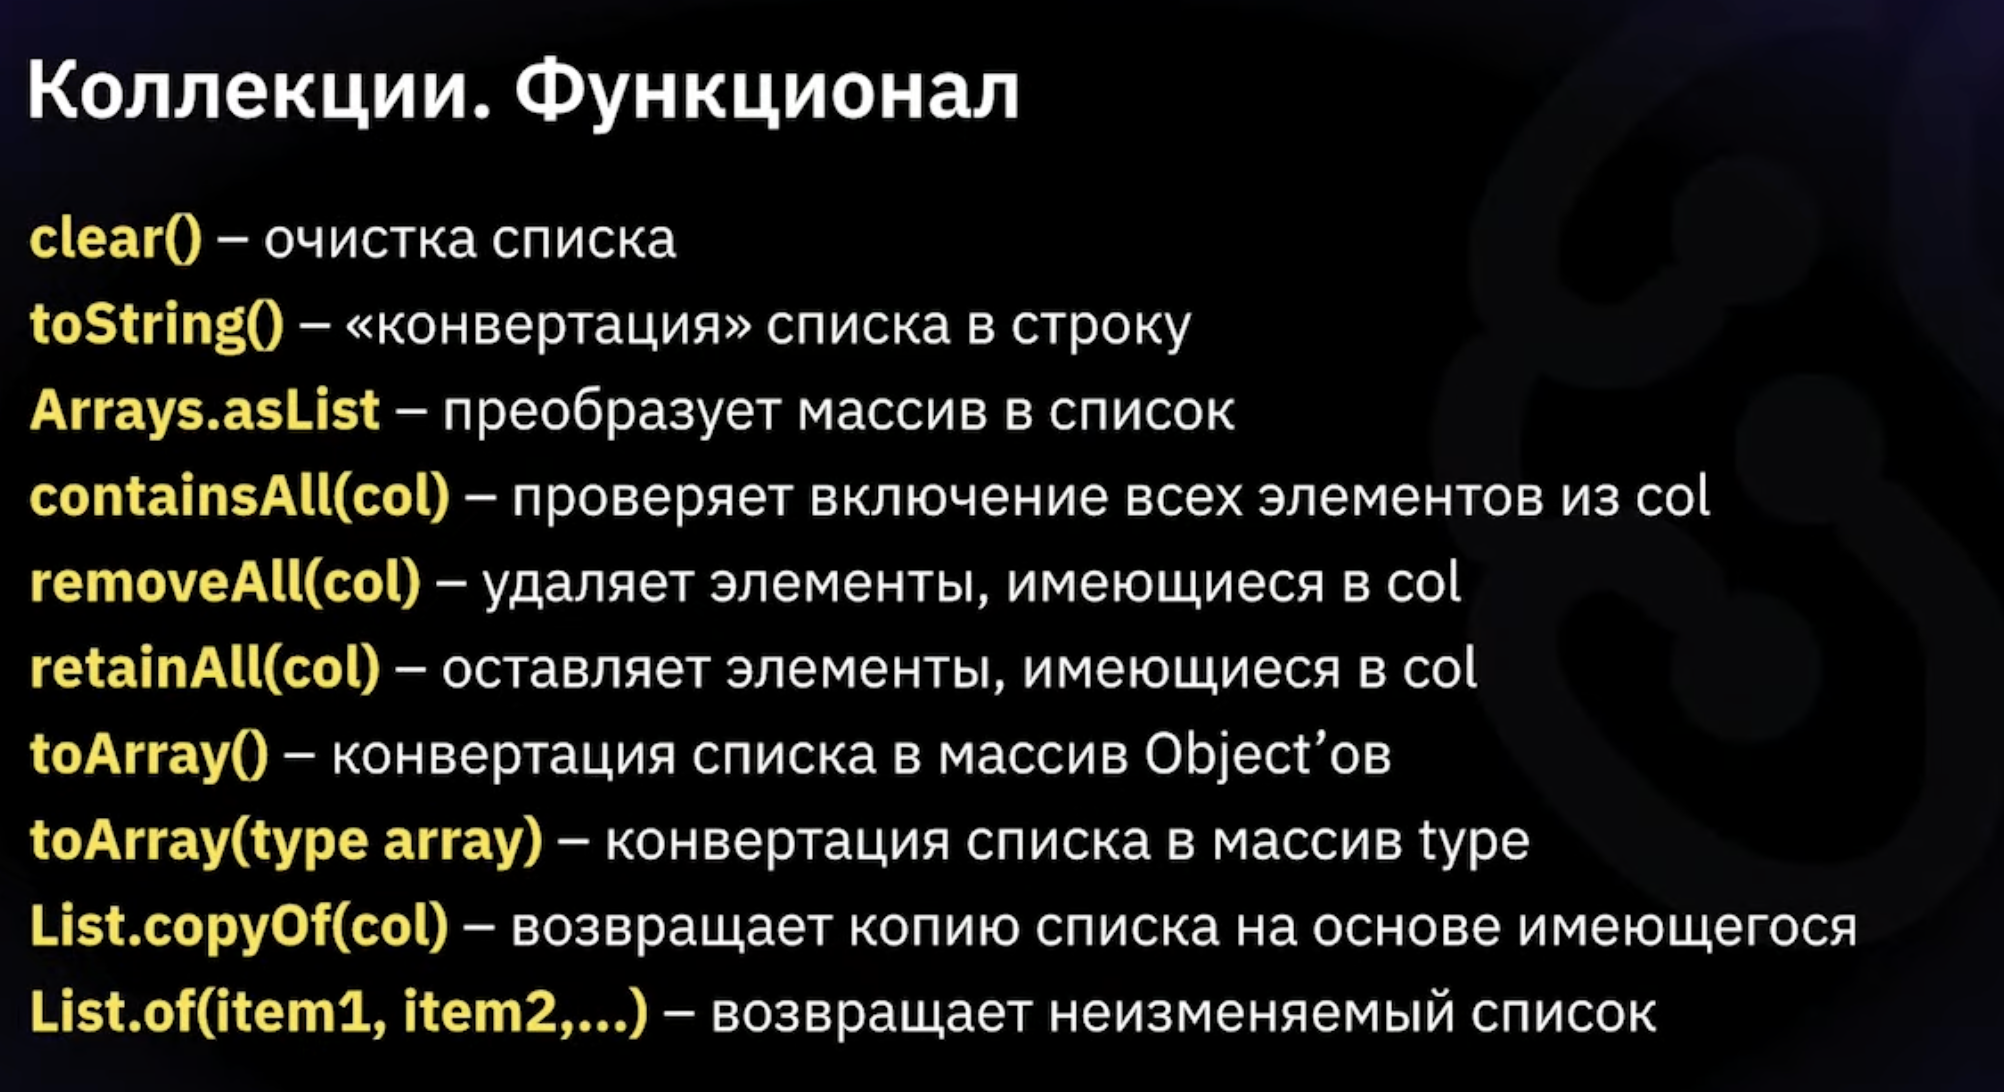 Коллекции. Функционал
clear() – очистка списка
toString() – «конвертация» списка в строку
Arrays.asList – преобразует массив в список
containsAll(col) – проверяет включение всех элементов из col
removeAll(col) – удаляет элементы, имеющиеся в col
retainAll(col) – оставляет элементы, имеющиеся в col
toArray() – конвертация списка в массив Object’ов
toArray(type array) – конвертация списка в массив type
List.copyOf(col) – возвращает копию списка на основе имеющегося
List.of(item1, item2,...) – возвращает неизменяемый список